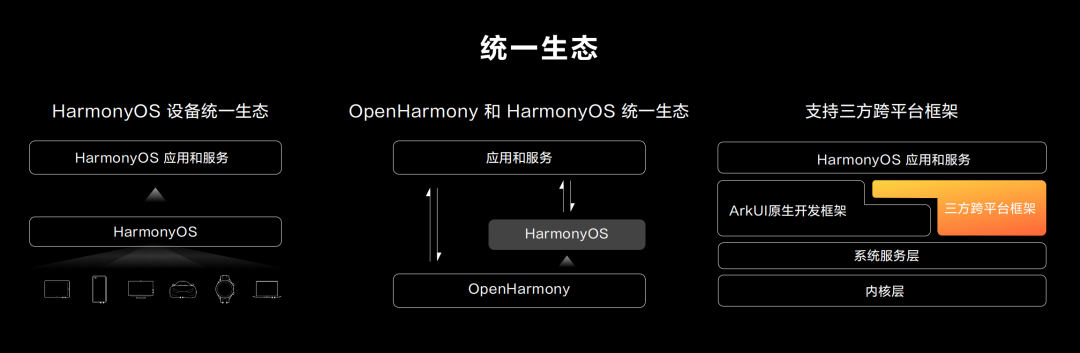 统一生态
HarmonyOS 设备统一生态
HarmonyOS 应用和服务
HarmonyOS
OpenHarmony 和 HarmonyOS 统一生态
应用和服务
HarmonyOS
OpenHarmony
支持三方跨平台框架
HarmonyOS 应用和服务
ArkUI原生开发框架
三方跨平台框架
系统服务层
内核层